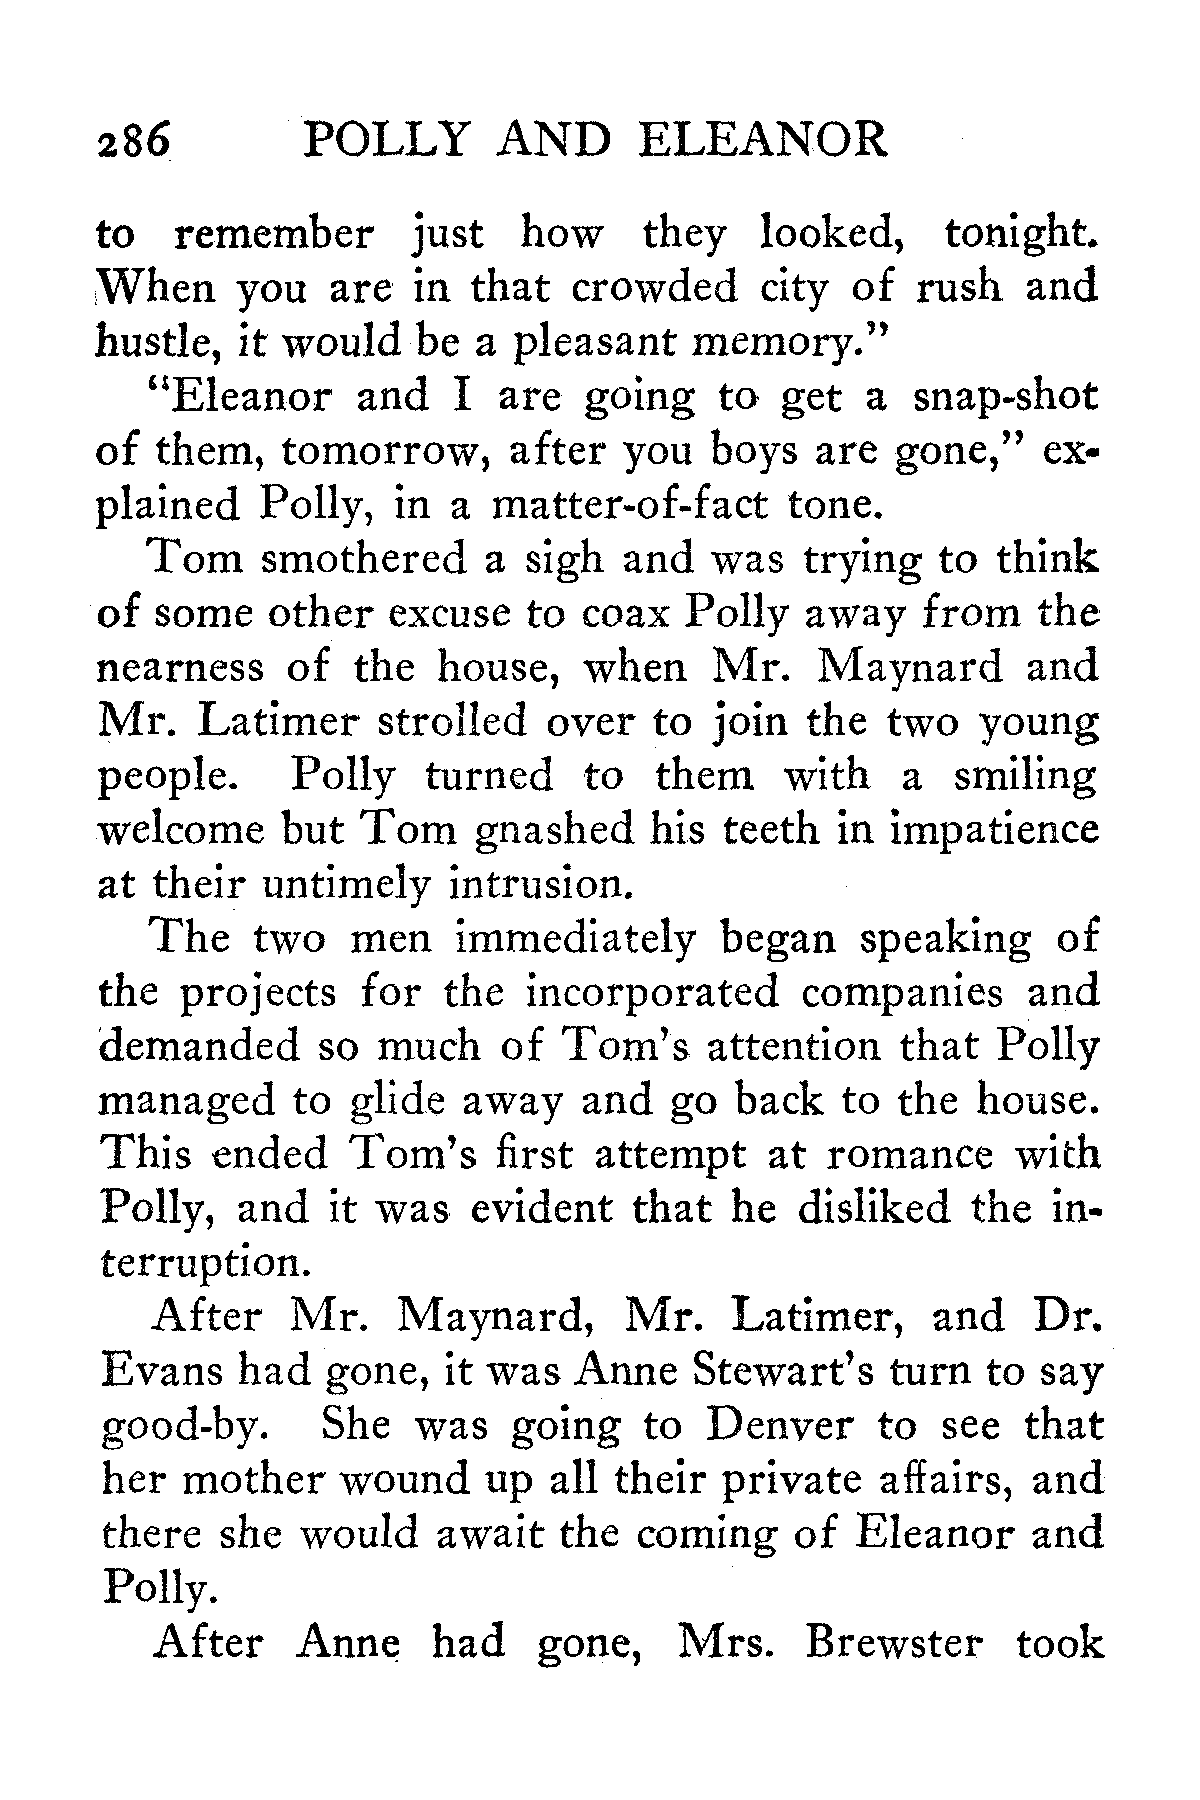 286 POLLY AND ELEANOR
to remember just how they looked, tonight.
When you are in that crowded city of rush and
hustle, it would be a pleasant memory.”
“Eleanor and I are going to get a snap-shot
of them, tomorrow, after you boys are gone,” ex-
plained Polly, in a matter-of-fact tone.
Tom smothered a sigh and was trying to think
of some other excuse to coax Polly away from the
nearness of the house, when Mr. Maynard and
Mr. Latimer strolled over to join the two young
people. Polly turned to them with a smiling
welcome but Tom gnashed his teeth in impatience
at their untimely intrusion.
The two men immediately began speaking of
the projects for the incorporated companies and
demanded so much of Tom’s attention that Polly
managed to glide away and go back to the house.
This ended Tom’s first attempt at romance with
Polly, and it was evident that he disliked the in-
terruption.
After Mr. Maynard, Mr. Latimer, and Dr.
Evans had gone, it was Anne Stewart’s turn to say
good-by. She was going to Denver to see that
her mother wound up all their private affairs, and
there she would await the coming of Eleanor and
Polly.
After Anne had gone, Mrs. Brewster took